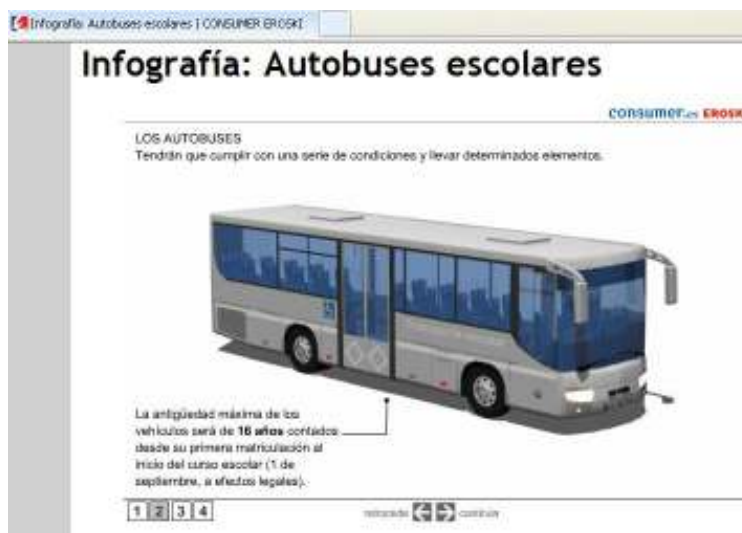 Infografía: Autobuses escolares | CONSUMER EROSKI
Infografía: Autobuses escolares
consumer.es EROSKI
LOS AUTOBUSES
Tendrán que cumplir con una serie de condiciones y llevar determinados elementos.
La antigüedad máxima de los
vehículos será de 16 años contados
desde su primera matriculación al
inicio del curso escolar (1 de
septiembre, a efectos legales).
1 2 3 4
retroceder continuar